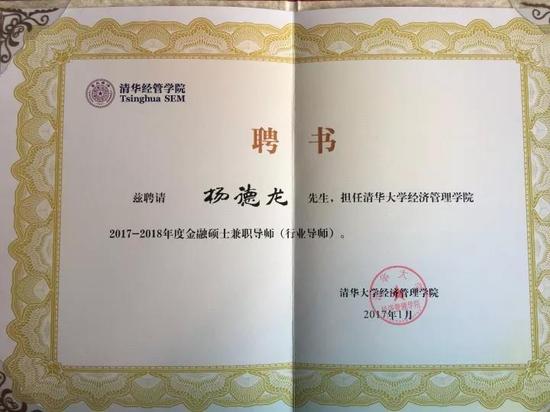 清华经管学院
Tsinghua SEM
聘 书
兹聘请 杨德龙 先生，担任清华大学经济管理学院
2017-2018年度金融硕士兼职导师（行业导师）。
清华大学经济管理学院
2017年1月